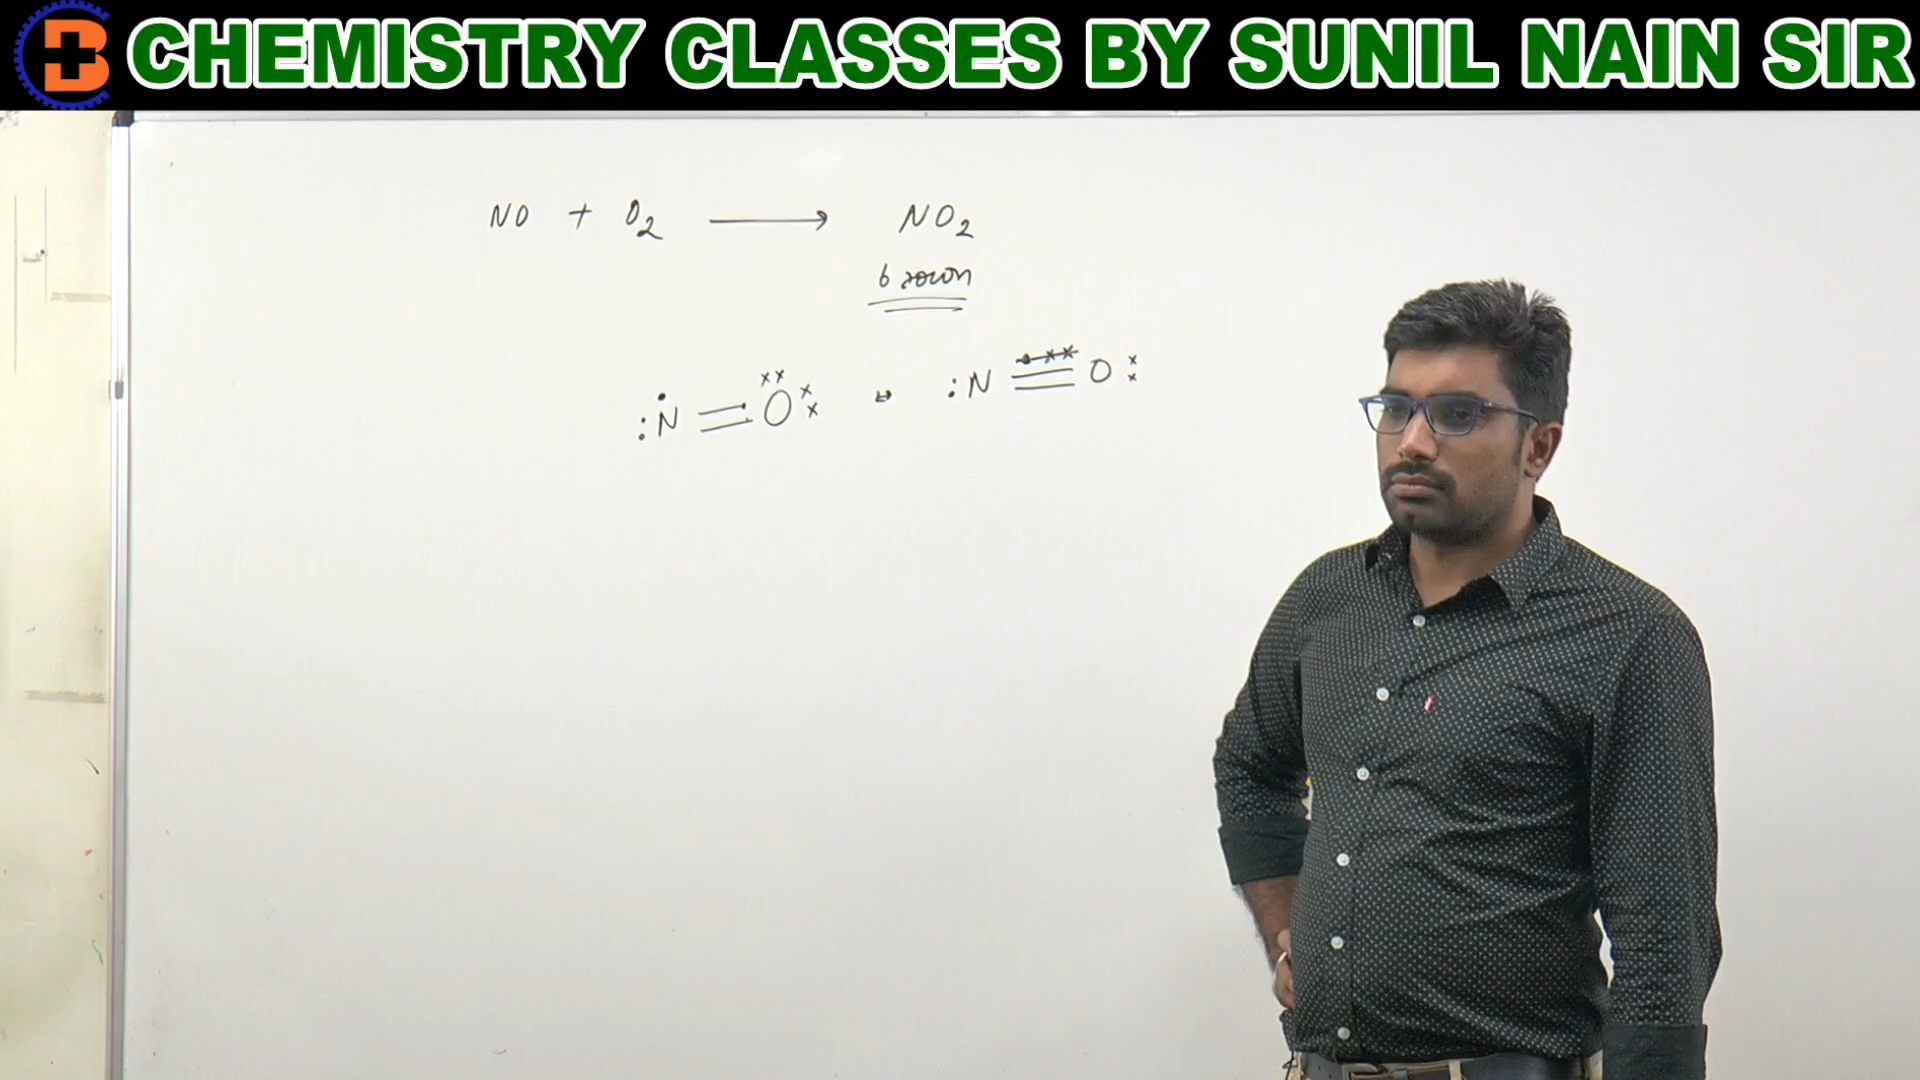 CHEMISTRY CLASSES BY SUNIL NAIN SIR
NO + O2 ⟶ NO2
brown
:Ṅ = O ↔ :N ≡ O: